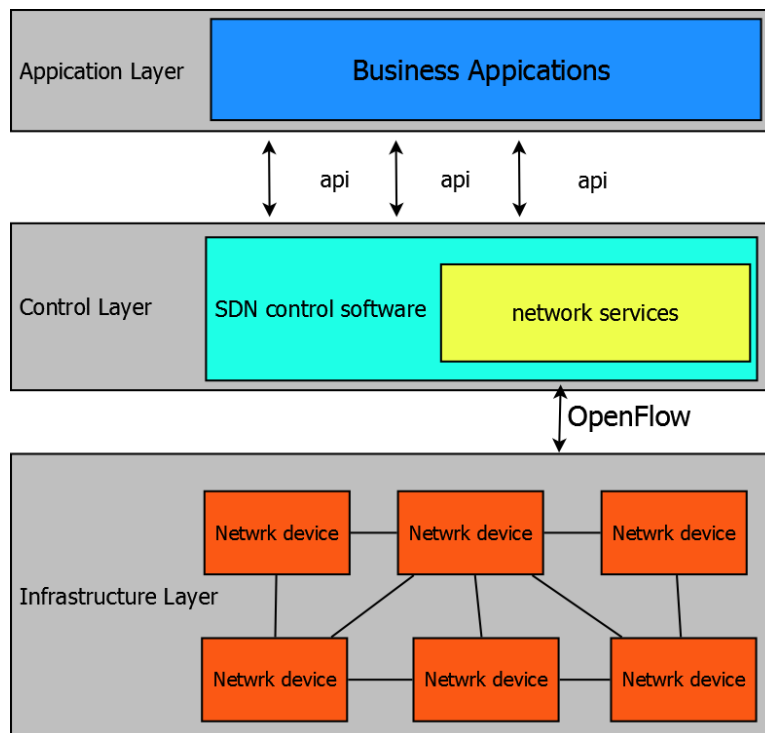 Appication Layer
Business Appications
api
api
api
Control Layer
SDN control software
network services
OpenFlow
Netwrk device
Netwrk device
Netwrk device
Infrastructure Layer
Netwrk device
Netwrk device
Netwrk device